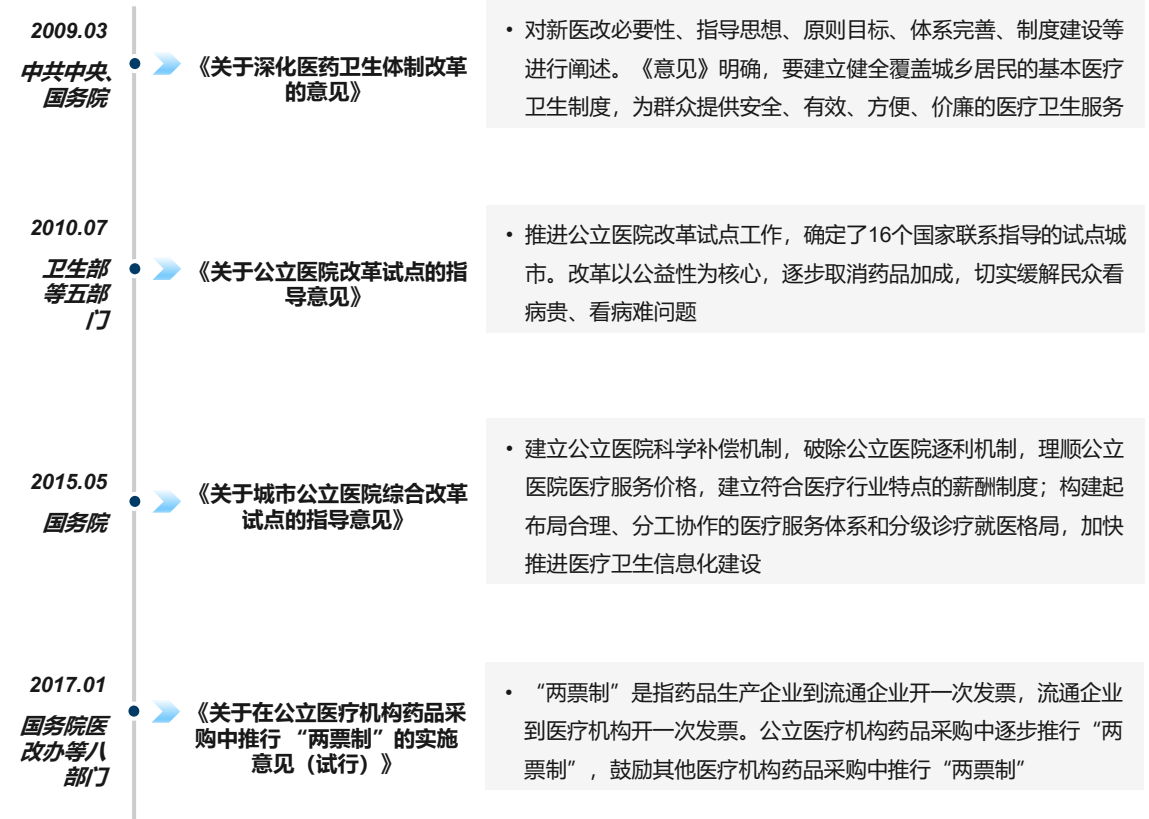 2009.03
中共中央、
国务院
《关于深化医药卫生体制改革
的意见》
• 对新医改必要性、指导思想、原则目标、体系完善、制度建设等
进行阐述。《意见》明确，要建立健全覆盖城乡居民的基本医疗
卫生制度，为群众提供安全、有效、方便、价廉的医疗卫生服务
2010.07
卫生部
等五部
门
《关于公立医院改革试点的指
导意见》
• 推进公立医院改革试点工作，确定了16个国家联系指导的试点城
市。改革以公益性为核心，逐步取消药品加成，切实缓解民众看
病贵、看病难问题
2015.05
国务院
《关于城市公立医院综合改革
试点的指导意见》
• 建立公立医院科学补偿机制，破除公立医院逐利机制，理顺公立
医院医疗服务价格，建立符合医疗行业特点的薪酬制度；构建起
布局合理、分工协作的医疗服务体系和分级诊疗就医格局，加快
推进医疗卫生信息化建设
2017.01
国务院医
改办等八
部门
《关于在公立医疗机构药品采
购中推行 “两票制”的实施
意见（试行）》
• “两票制”是指药品生产企业到流通企业开一次发票，流通企业
到医疗机构开一次发票。公立医疗机构药品采购中逐步推行“两
票制”，鼓励其他医疗机构药品采购中推行“两票制”